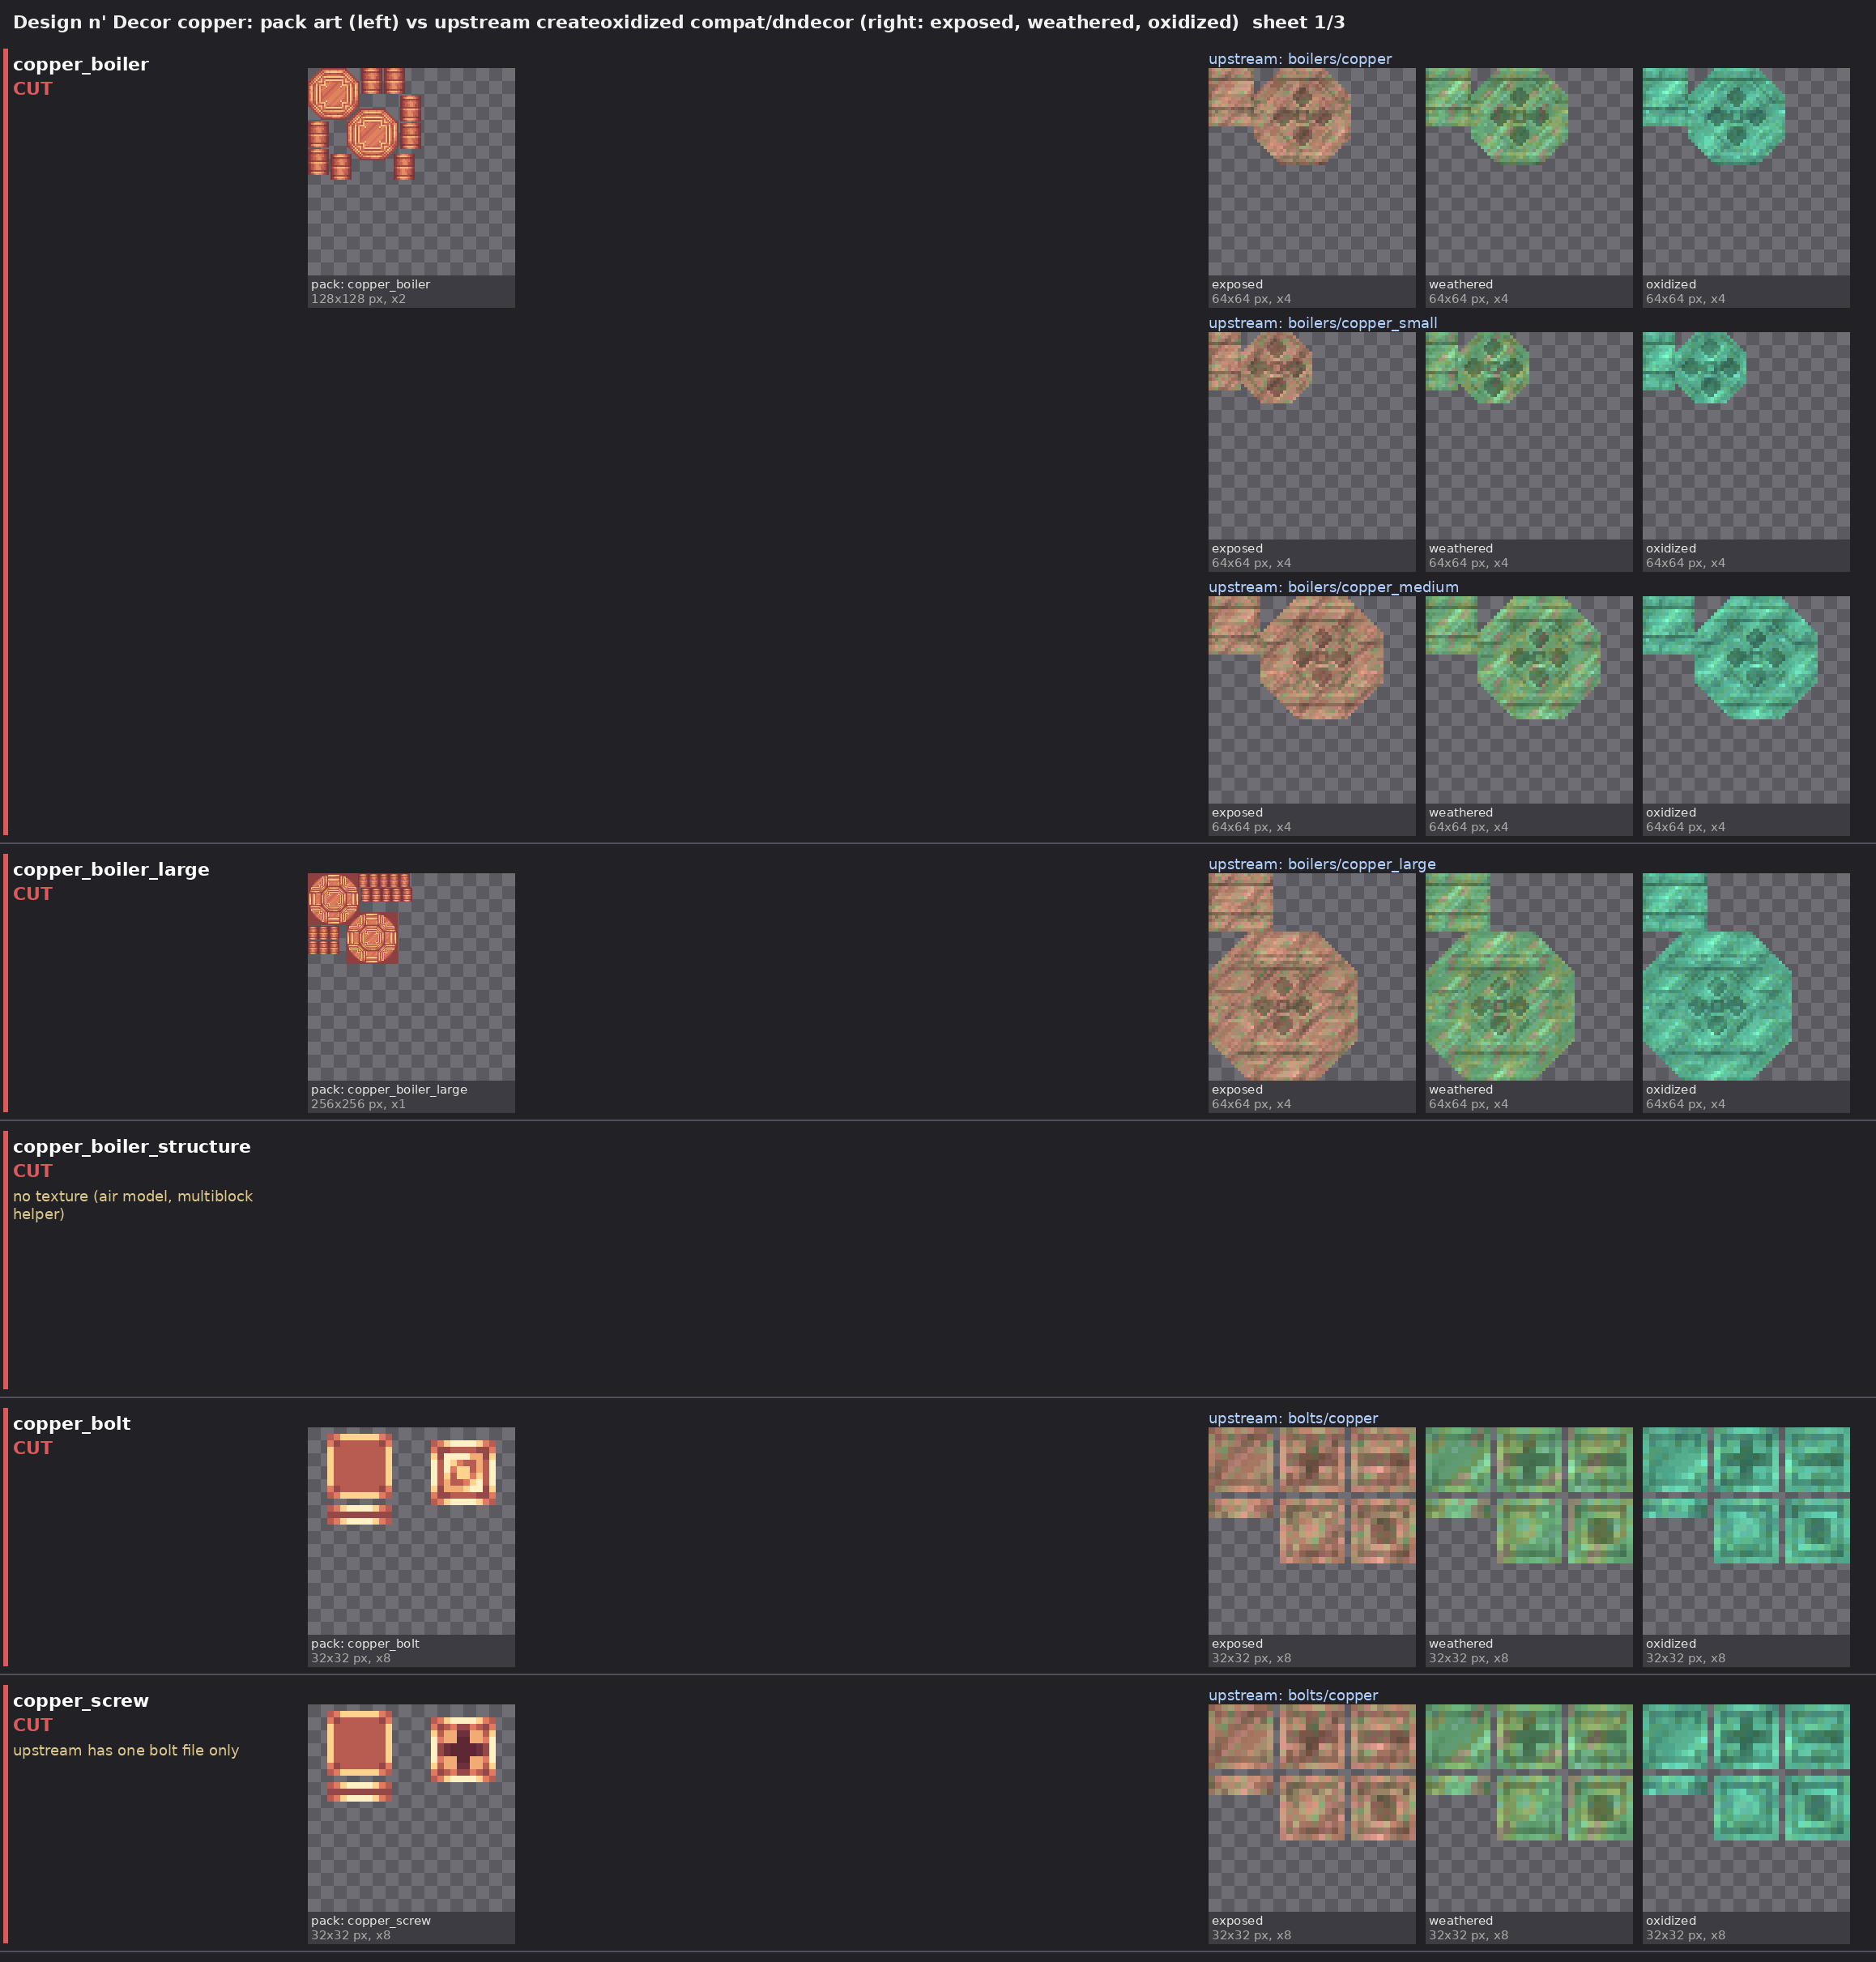 Design n' Decor copper: pack art (left) vs upstream createoxidized compat/dndecor (right: exposed, weathered, oxidized)  sheet 1/3
copper_boiler
CUT
pack: copper_boiler
128x128 px, x2
upstream: boilers/copper
exposed
64x64 px, x4
weathered
64x64 px, x4
oxidized
64x64 px, x4
upstream: boilers/copper_small
exposed
64x64 px, x4
weathered
64x64 px, x4
oxidized
64x64 px, x4
upstream: boilers/copper_medium
exposed
64x64 px, x4
weathered
64x64 px, x4
oxidized
64x64 px, x4
copper_boiler_large
CUT
pack: copper_boiler_large
256x256 px, x1
upstream: boilers/copper_large
exposed
64x64 px, x4
weathered
64x64 px, x4
oxidized
64x64 px, x4
copper_boiler_structure
CUT
no texture (air model, multiblock
helper)
copper_bolt
CUT
pack: copper_bolt
32x32 px, x8
upstream: bolts/copper
exposed
32x32 px, x8
weathered
32x32 px, x8
oxidized
32x32 px, x8
copper_screw
CUT
upstream has one bolt file only
pack: copper_screw
32x32 px, x8
upstream: bolts/copper
exposed
32x32 px, x8
weathered
32x32 px, x8
oxidized
32x32 px, x8